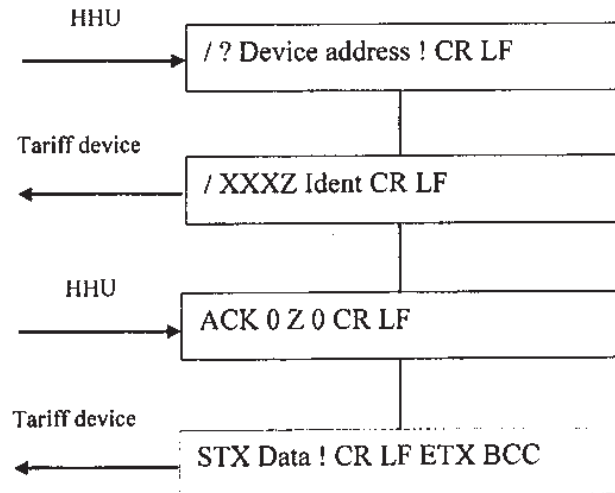 HHU
/ ? Device address ! CR LF
Tariff device
/ XXXZ Ident CR LF
HHU
ACK 0 Z 0 CR LF
Tariff device
STX Data ! CR LF ETX BCC